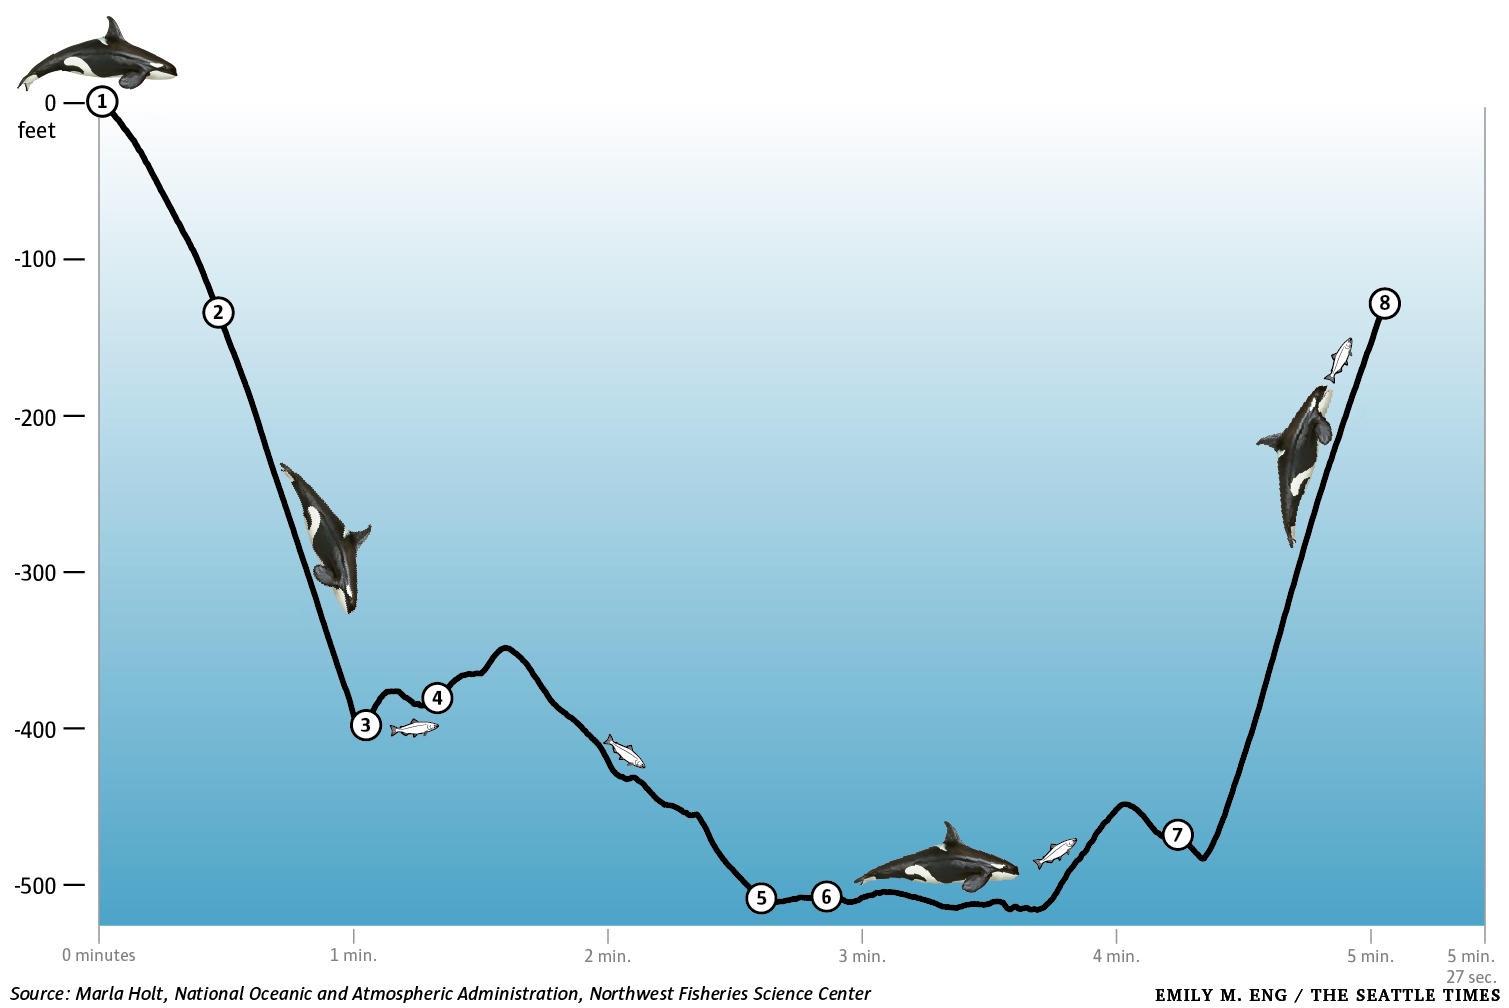 0
feet
1
-100
2
8
-200
-300
3
4
-400
7
-500
5
6
0 minutes
1 min.
2 min.
3 min.
4 min.
5 min.
5 min.
27 sec.
Source: Marla Holt, National Oceanic and Atmospheric Administration, Northwest Fisheries Science Center
EMILY M. ENG / THE SEATTLE TIMES